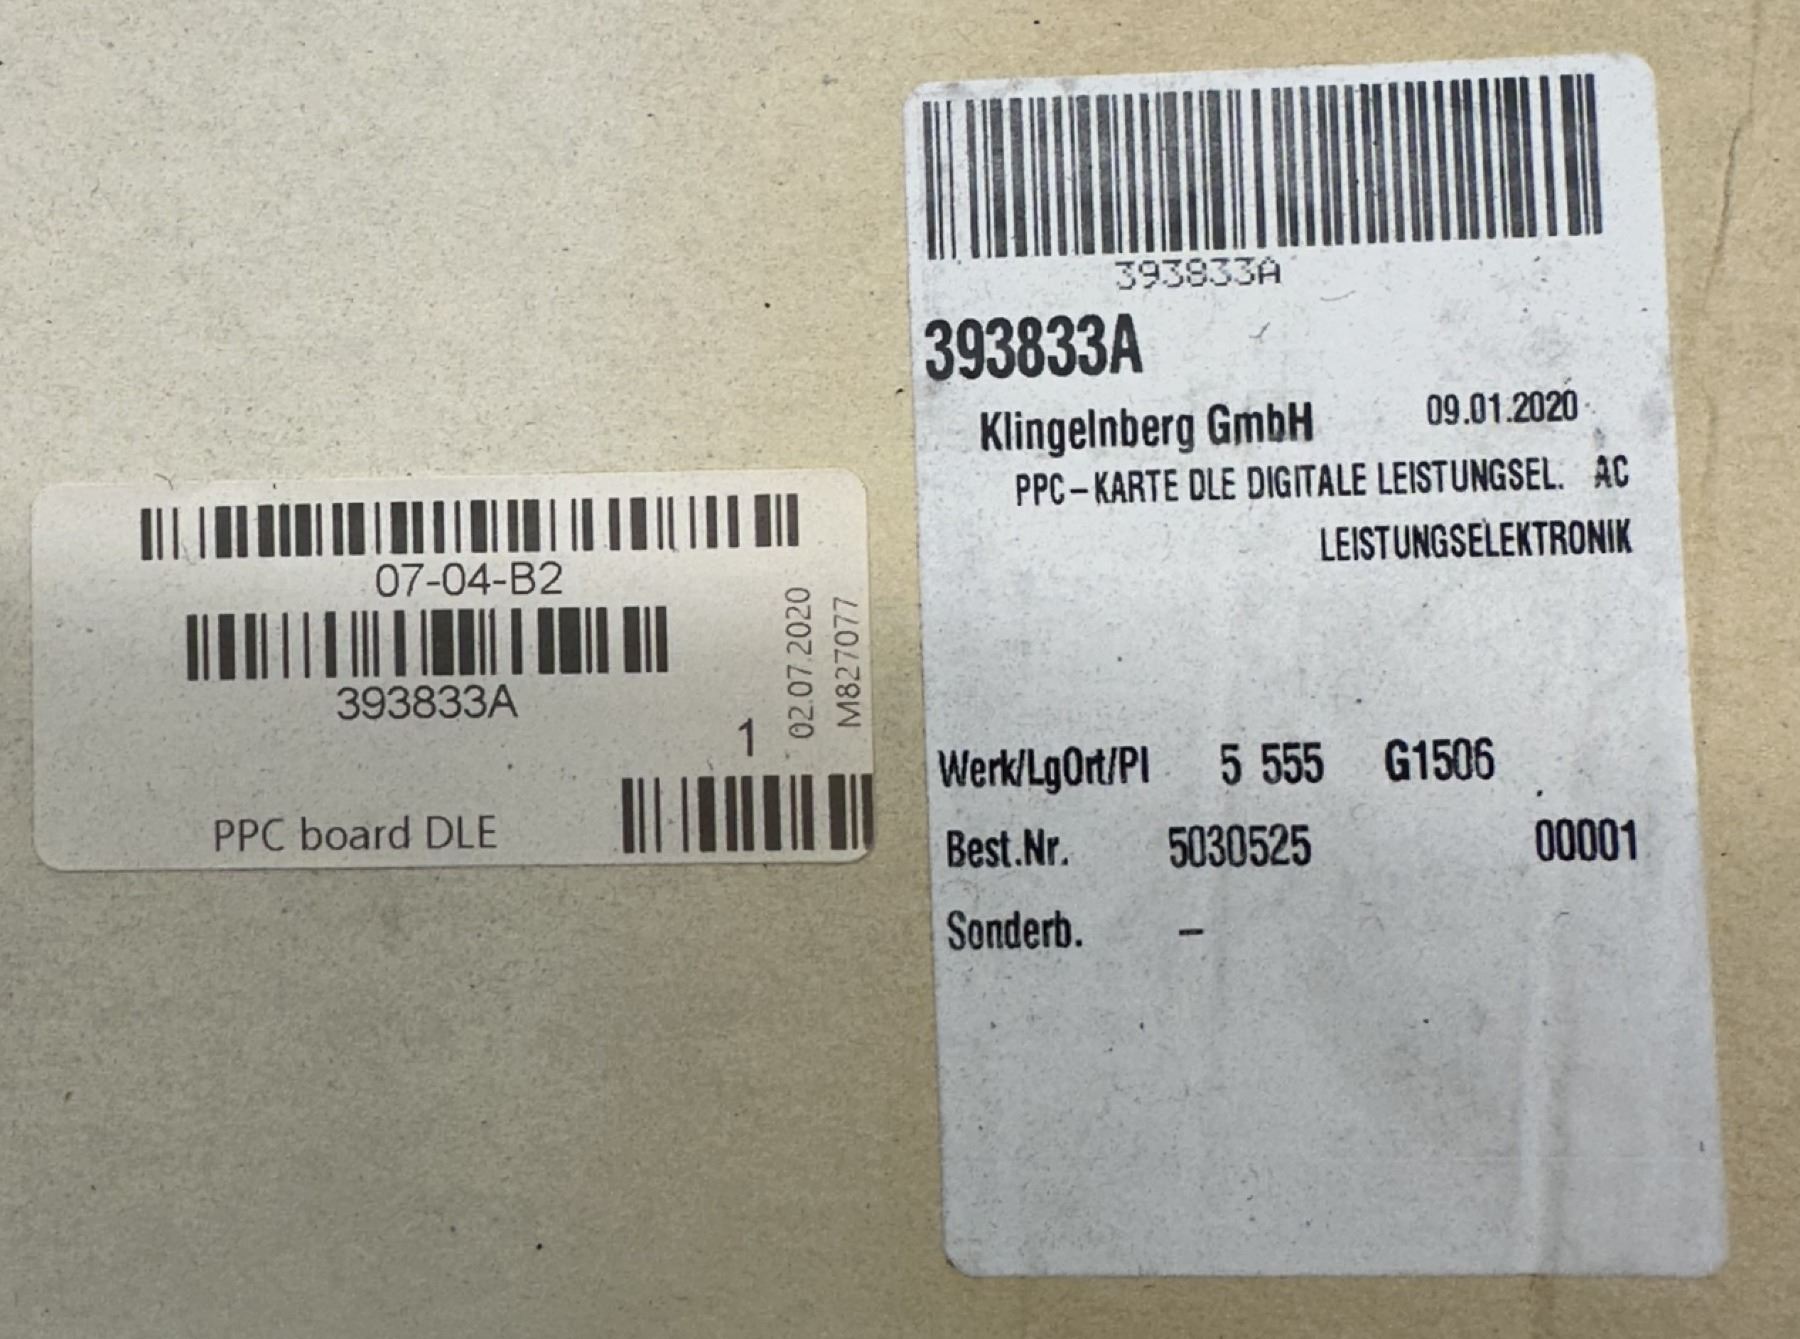 07-04-B2
393833A
1
02.07.2020
M827077
PPC board DLE
393833A
393833A
Klingelnberg GmbH 09.01.2020
PPC-KARTE DLE DIGITALE LEISTUNGSEL. AC
LEISTUNGSELEKTRONIK
Werk/LgOrt/Pl 5 555 G1506
Best.Nr. 5030525 00001
Sonderb. –